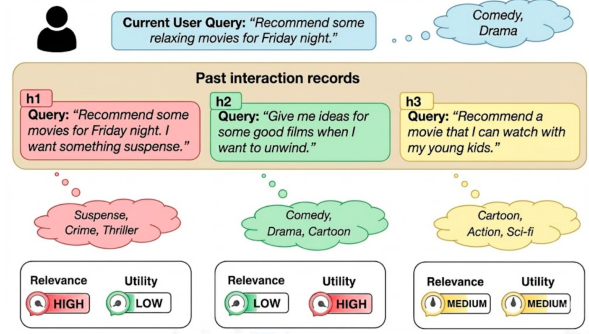 Current User Query: “Recommend some
relaxing movies for Friday night.”
Comedy,
Drama
Past interaction records
h1
Query: “Recommend some
movies for Friday night. I
want something suspense.”
h2
Query: “Give me ideas for
some good films when I
want to unwind.”
h3
Query: “Recommend a
movie that I can watch with
my young kids.”
Suspense,
Crime, Thriller
Comedy,
Drama, Cartoon
Cartoon,
Action, Sci-fi
Relevance Utility
HIGH LOW
Relevance Utility
LOW HIGH
Relevance Utility
MEDIUM MEDIUM